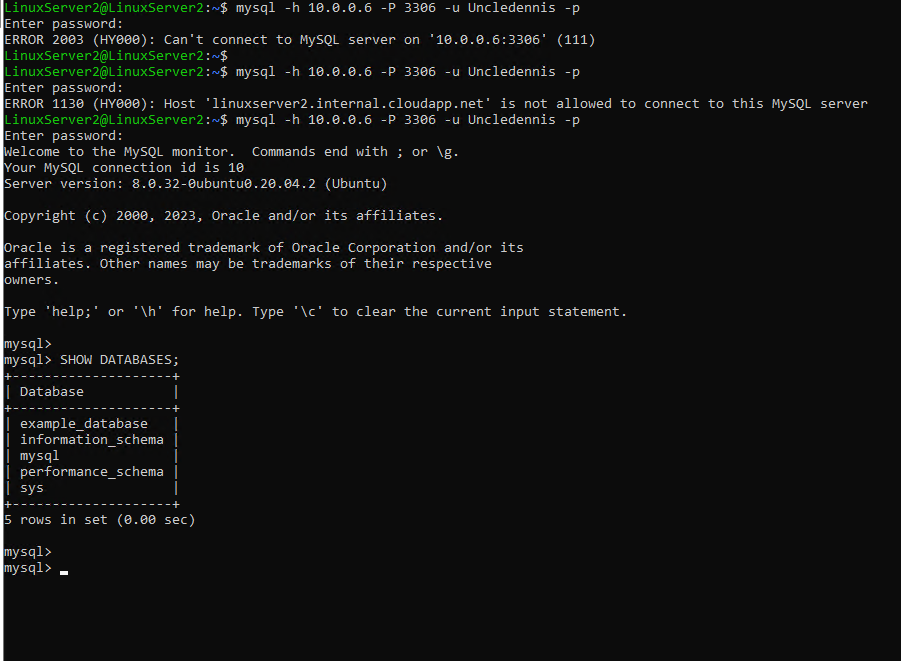 LinuxServer2@LinuxServer2:~$ mysql -h 10.0.0.6 -P 3306 -u Uncledennis -p
Enter password:
ERROR 2003 (HY000): Can't connect to MySQL server on '10.0.0.6:3306' (111)
LinuxServer2@LinuxServer2:~$
LinuxServer2@LinuxServer2:~$ mysql -h 10.0.0.6 -P 3306 -u Uncledennis -p
Enter password:
ERROR 1130 (HY000): Host 'linuxserver2.internal.cloudapp.net' is not allowed to connect to this MySQL server
LinuxServer2@LinuxServer2:~$ mysql -h 10.0.0.6 -P 3306 -u Uncledennis -p
Enter password:
Welcome to the MySQL monitor.  Commands end with ; or \g.
Your MySQL connection id is 10
Server version: 8.0.32-0ubuntu0.20.04.2 (Ubuntu)

Copyright (c) 2000, 2023, Oracle and/or its affiliates.

Oracle is a registered trademark of Oracle Corporation and/or its
affiliates. Other names may be trademarks of their respective
owners.

Type 'help;' or '\h' for help. Type '\c' to clear the current input statement.

mysql>
mysql> SHOW DATABASES;
+--------------------+
| Database           |
+--------------------+
| example_database   |
| information_schema |
| mysql              |
| performance_schema |
| sys                |
+--------------------+
5 rows in set (0.00 sec)

mysql>
mysql>